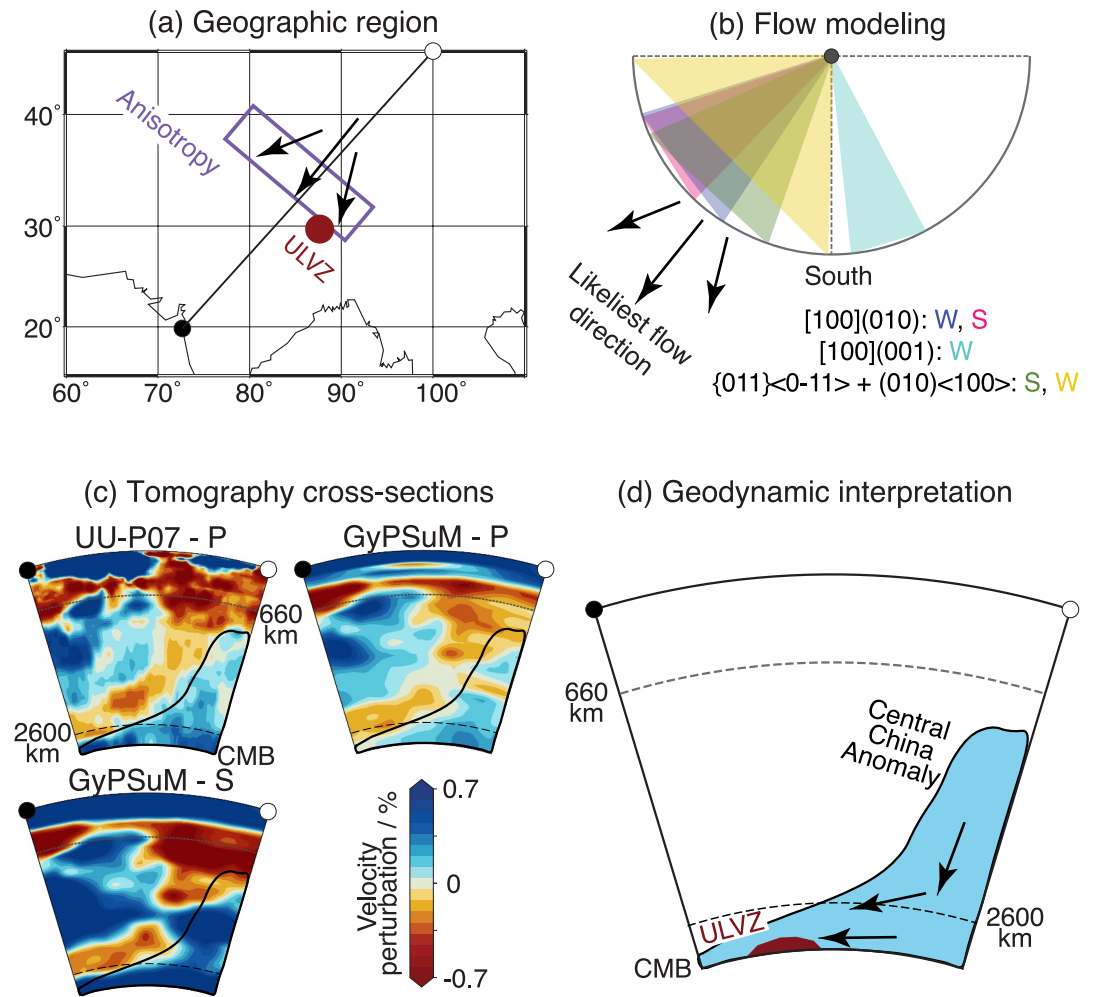 (a) Geographic region
40°
30°
20°
60°
70°
80°
90°
100°
Anisotropy
ULVZ
(b) Flow modeling
South
Likeliest flow
direction
[100](010): W, S
[100](001): W
{011}<0-11> + (010)<100>: S, W
(c) Tomography cross-sections
UU-P07 - P
660
km
2600
km
CMB
GyPSuM - P
GyPSuM - S
Velocity
perturbation / %
0.7
0
-0.7
(d) Geodynamic interpretation
660
km
Central
China
Anomaly
ULVZ
2600
km
CMB